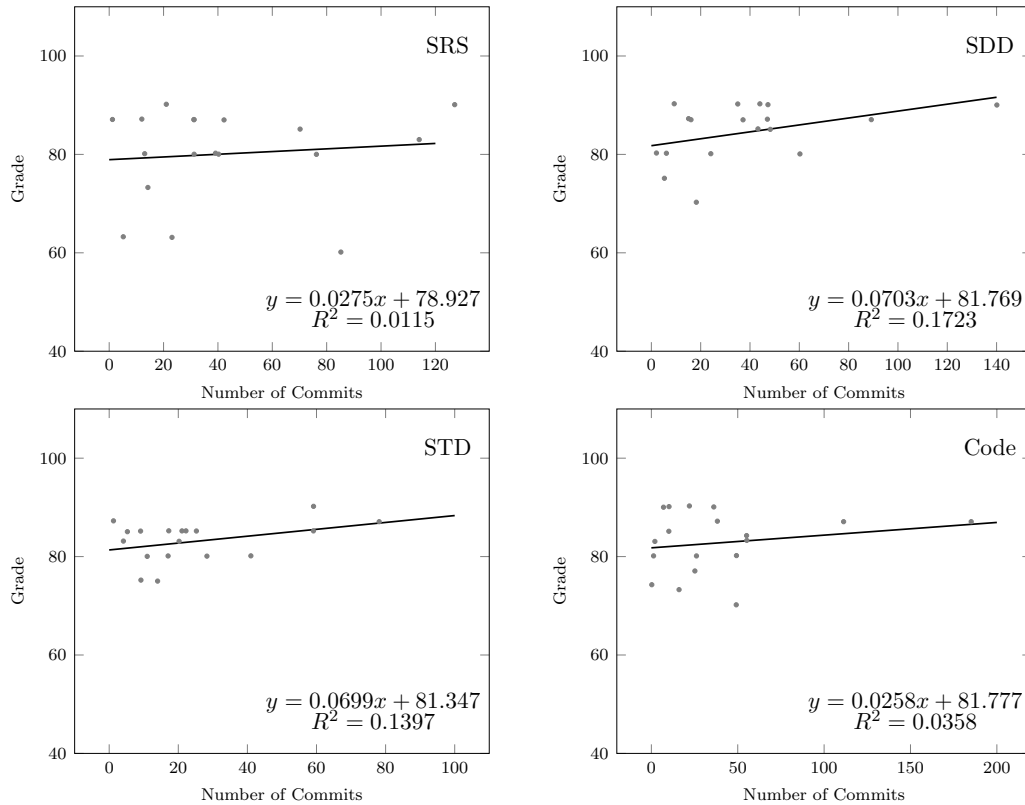 SRS
100
80
60
40
Grade
y = 0.0275x + 78.927
R² = 0.0115
0 20 40 60 80 100 120
Number of Commits
SDD
100
80
60
40
Grade
y = 0.0703x + 81.769
R² = 0.1723
0 20 40 60 80 100 120 140
Number of Commits
STD
100
80
60
40
Grade
y = 0.0699x + 81.347
R² = 0.1397
0 20 40 60 80 100
Number of Commits
Code
100
80
60
40
Grade
y = 0.0258x + 81.777
R² = 0.0358
0 50 100 150 200
Number of Commits